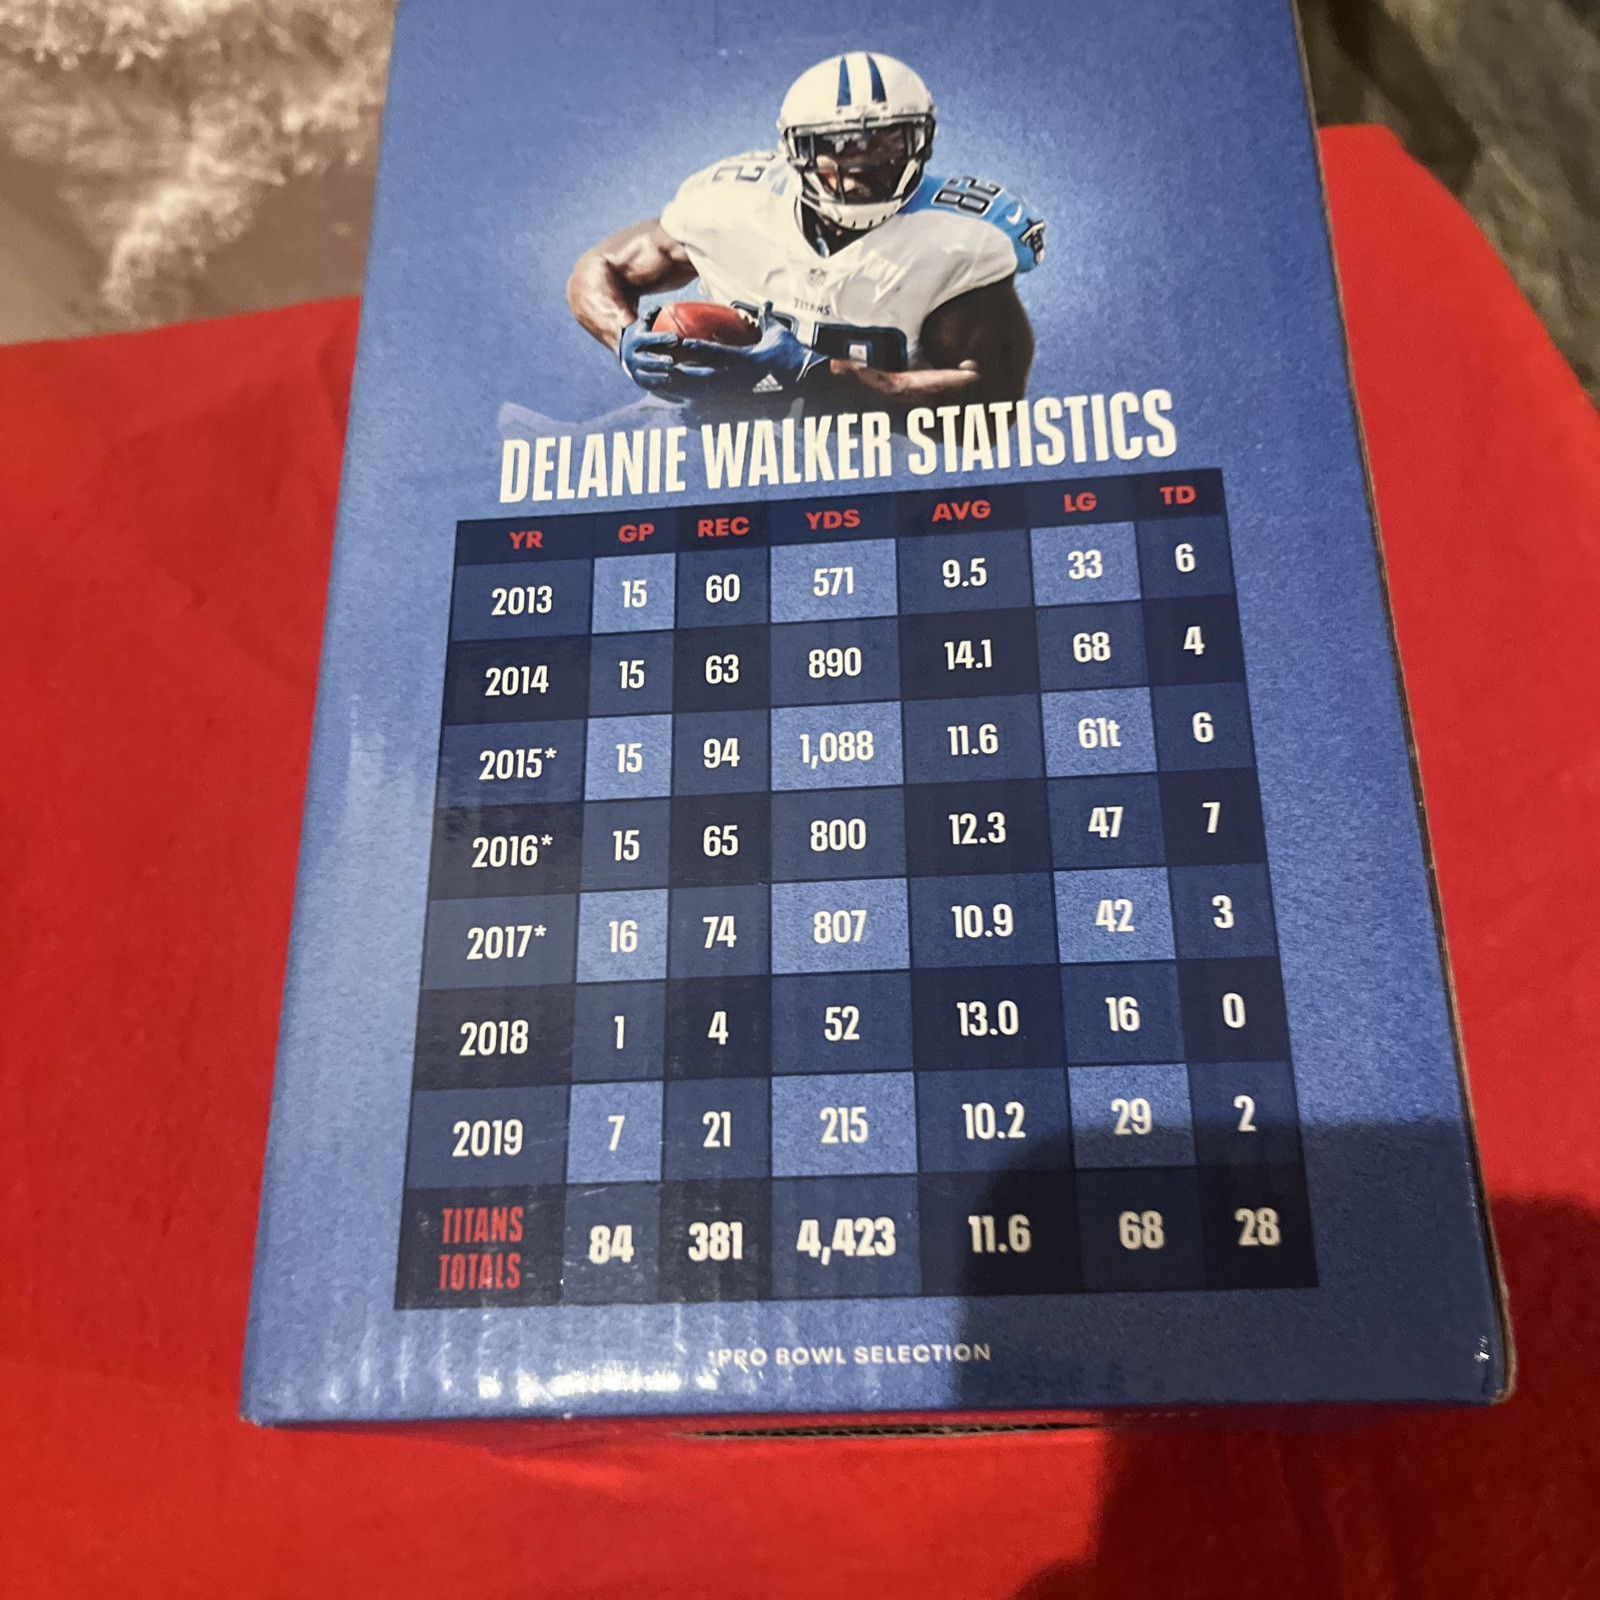 82
82
TITANS
DELANIE WALKER STATISTICS
YR GP REC YDS AVG LG TD
2013 15 60 571 9.5 33 6
2014 15 63 890 14.1 68 4
2015* 15 94 1,088 11.6 61t 6
2016* 15 65 800 12.3 47 7
2017* 16 74 807 10.9 42 3
2018 1 4 52 13.0 16 0
2019 7 21 215 10.2 29 2
TITANS
TOTALS 84 381 4,423 11.6 68 28
*PRO BOWL SELECTION